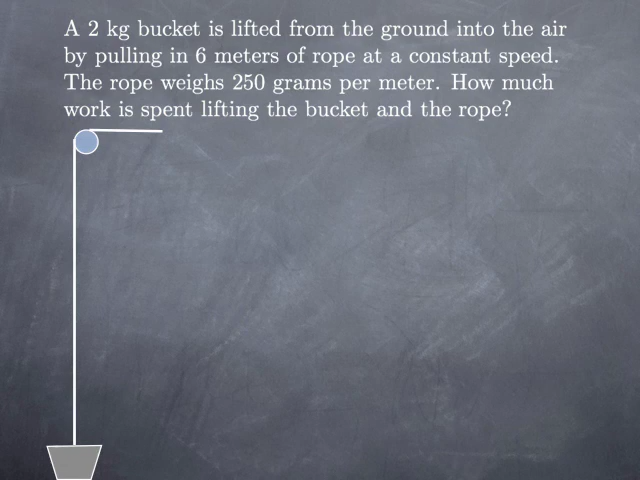 A 2 kg bucket is lifted from the ground into the air
by pulling in 6 meters of rope at a constant speed.
The rope weighs 250 grams per meter. How much
work is spent lifting the bucket and the rope?